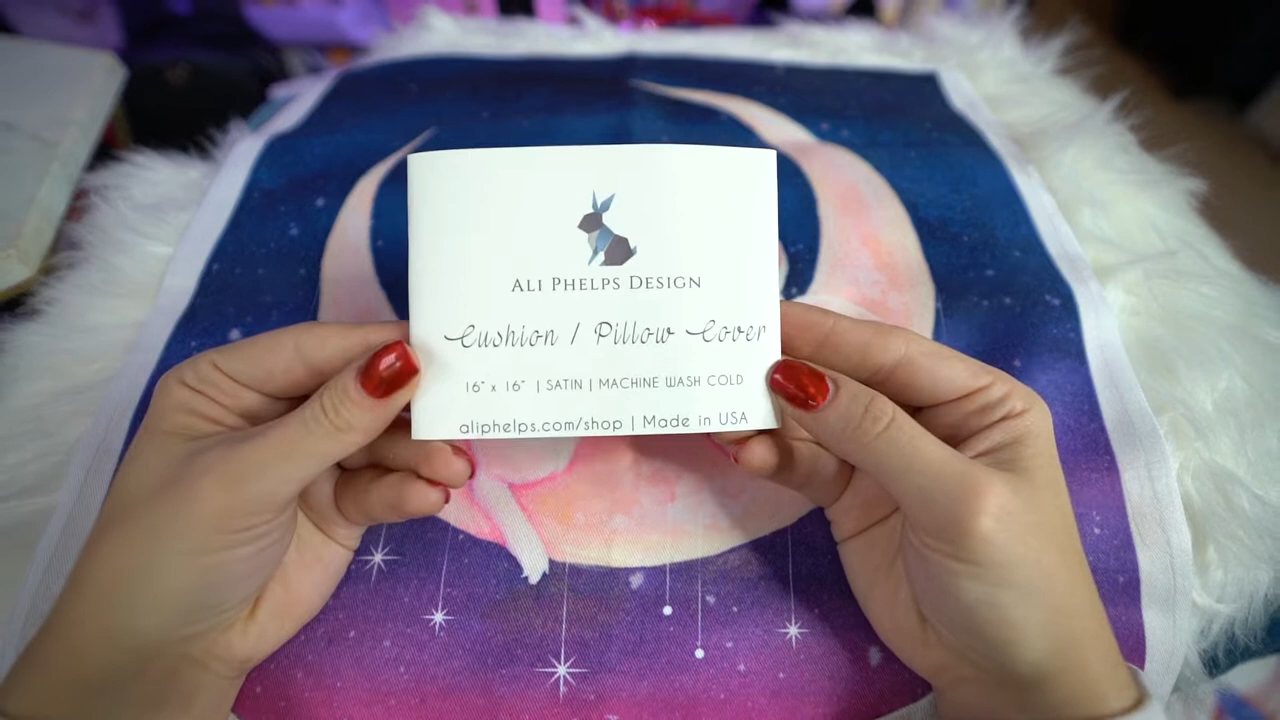 ALI PHELPS DESIGN
Cushion / Pillow Cover
16" x 16" | SATIN | MACHINE WASH COLD
aliphelps.com/shop | Made in USA